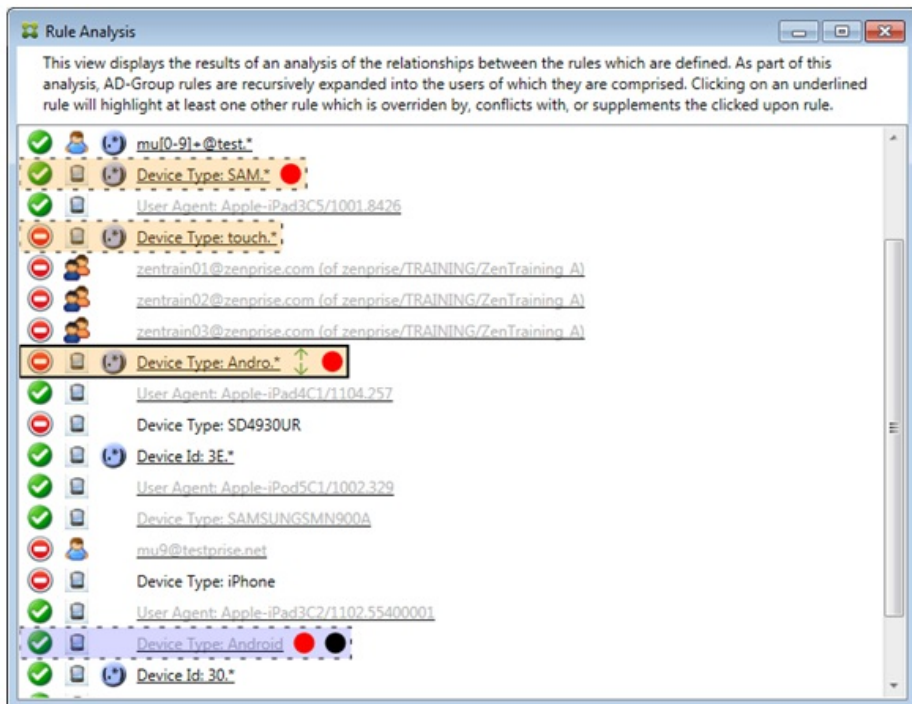 Rule Analysis
This view displays the results of an analysis of the relationships between the rules which are defined. As part of this
analysis, AD-Group rules are recursively expanded into the users of which they are comprised. Clicking on an underlined
rule will highlight at least one other rule which is overriden by, conflicts with, or supplements the clicked upon rule.
(.*) mu[0-9]+@test.*
(.*) Device Type: SAM.*
User Agent: Apple-iPad3C5/1001.8426
(.*) Device Type: touch.*
zentrain01@zenprise.com (of zenprise/TRAINING/ZenTraining_A)
zentrain02@zenprise.com (of zenprise/TRAINING/ZenTraining_A)
zentrain03@zenprise.com (of zenprise/TRAINING/ZenTraining_A)
(.*) Device Type: Andro.*
User Agent: Apple-iPad4C1/1104.257
Device Type: SD4930UR
(.*) Device Id: 3E.*
User Agent: Apple-iPod5C1/1002.329
Device Type: SAMSUNGSMN900A
mu9@testprise.net
Device Type: iPhone
User Agent: Apple-iPad3C2/1102.55400001
Device Type: Android
(.*) Device Id: 30.*